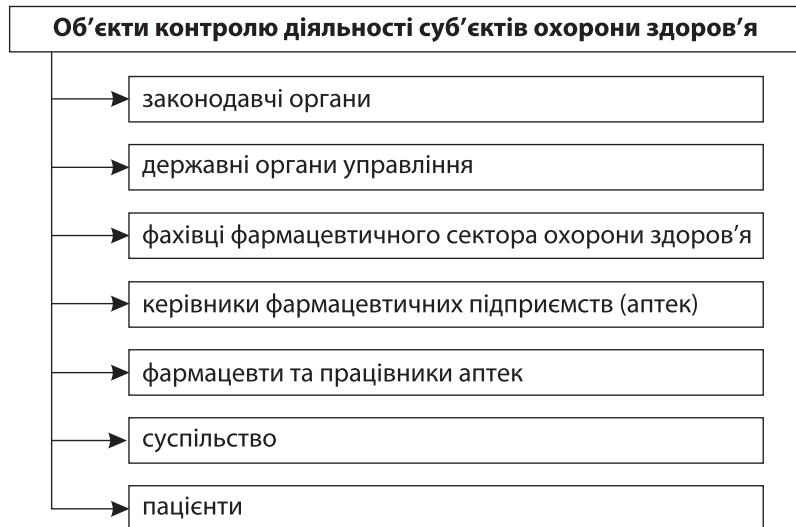 Об’єкти контролю діяльності суб’єктів охорони здоров’я
законодавчі органи
державні органи управління
фахівці фармацевтичного сектора охорони здоров’я
керівники фармацевтичних підприємств (аптек)
фармацевти та працівники аптек
суспільство
пацієнти